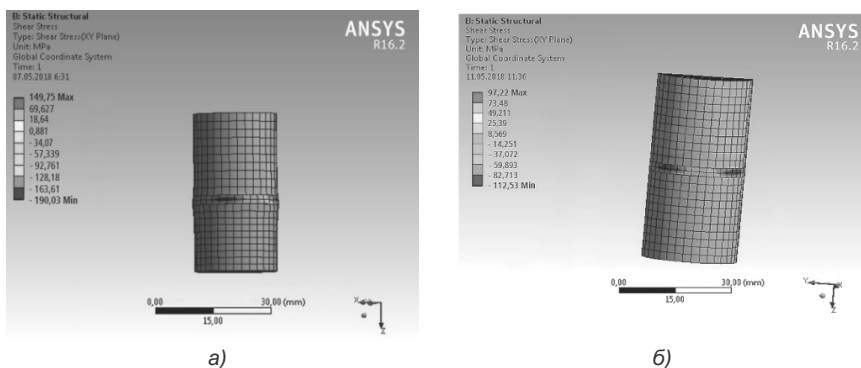 B: Static Structural
Shear Stress
Type: Shear Stress(XY Plane)
Unit: MPa
Global Coordinate System
Time: 1
07.05.2018 6:31
149,75 Max
69,627
18,64
0,881
- 34,07
- 57,339
- 92,761
- 128,18
- 163,61
- 190,03 Min
ANSYS
R16.2
0,00
30,00 (mm)
15,00
X
Z
а)
B: Static Structural
Shear Stress
Type: Shear Stress(XY Plane)
Unit: MPa
Global Coordinate System
Time: 1
11.05.2018 11:36
97,22 Max
73,48
49,211
25,39
8,569
- 14,251
- 37,072
- 59,893
- 82,713
- 112,53 Min
ANSYS
R16.2
0,00
30,00 (mm)
15,00
Y
X
Z
б)